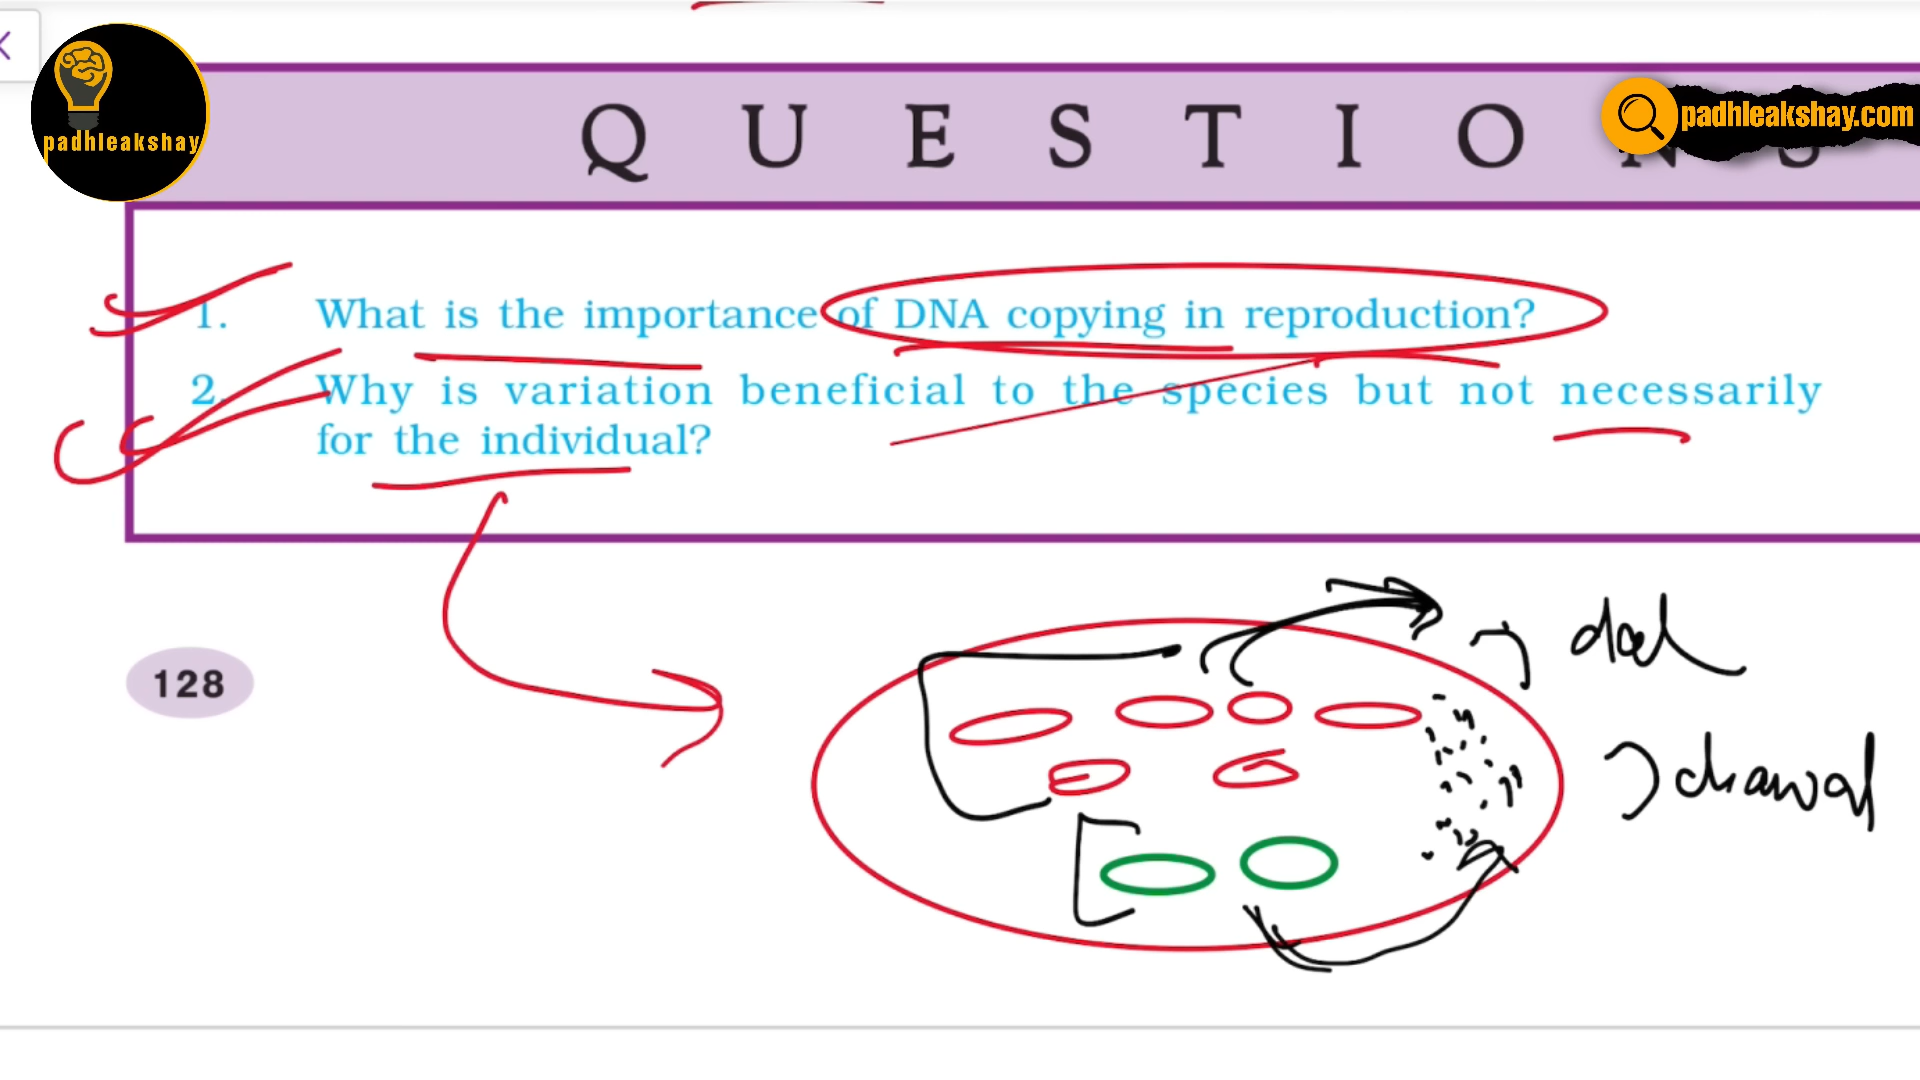 padhleakshay
padhleakshay.com
QUESTIONS
1. What is the importance of DNA copying in reproduction?
2. Why is variation beneficial to the species but not necessarily
for the individual?
128
dal
chawal